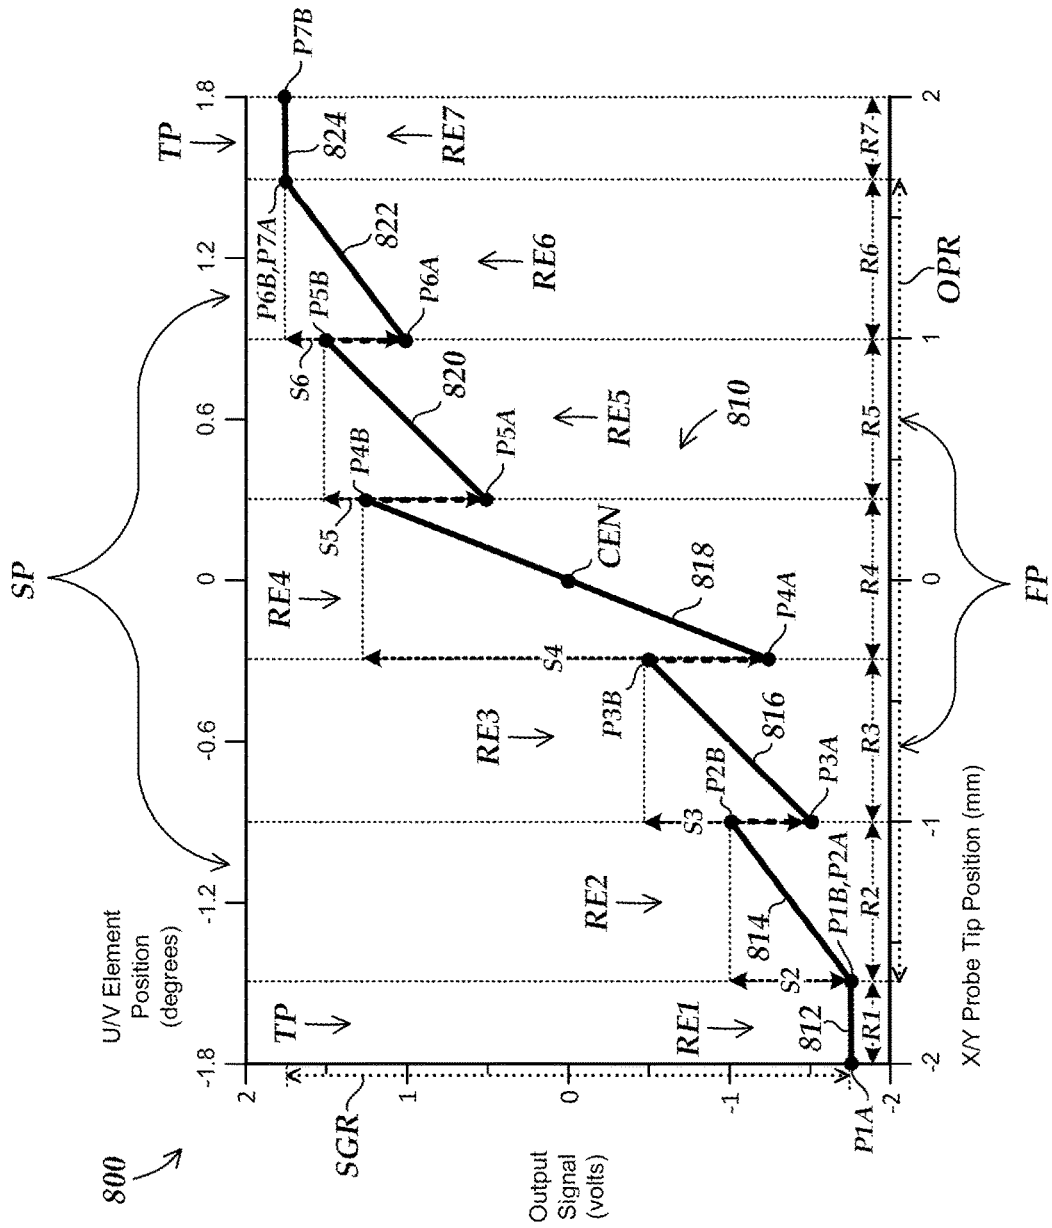 800
U/V Element
Position
(degrees)
SP
-1.8
-1.2
-0.6
0
0.6
1.2
1.8
TP
TP
P7B
824
RE7
P6B,P7A
822
RE6
P5B
P6A
S6
820
RE5
810
P4B
P5A
S5
RE4
CEN
818
P4A
S4
RE3
P3B
816
P3A
P2B
S3
RE2
814
P1B,P2A
S2
RE1
812
P1A
SGR
2
1
0
-1
-2
Output
Signal
(volts)
R1
R2
R3
R4
R5
R6
R7
-2
-1
0
1
2
OPR
X/Y Probe Tip Position (mm)
FP